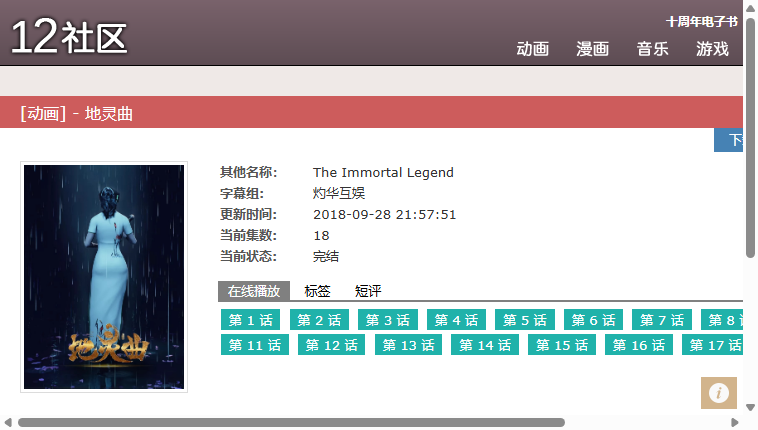 12社区
十周年电子书
动画 漫画 音乐 游戏
[动画] - 地灵曲
地灵曲
其他名称: The Immortal Legend
字幕组: 灼华互娱
更新时间: 2018-09-28 21:57:51
当前集数: 18
当前状态: 完结
在线播放 标签 短评
第 1 话 第 2 话 第 3 话 第 4 话 第 5 话 第 6 话 第 7 话 第 8
第 11 话 第 12 话 第 13 话 第 14 话 第 15 话 第 16 话 第 17 话